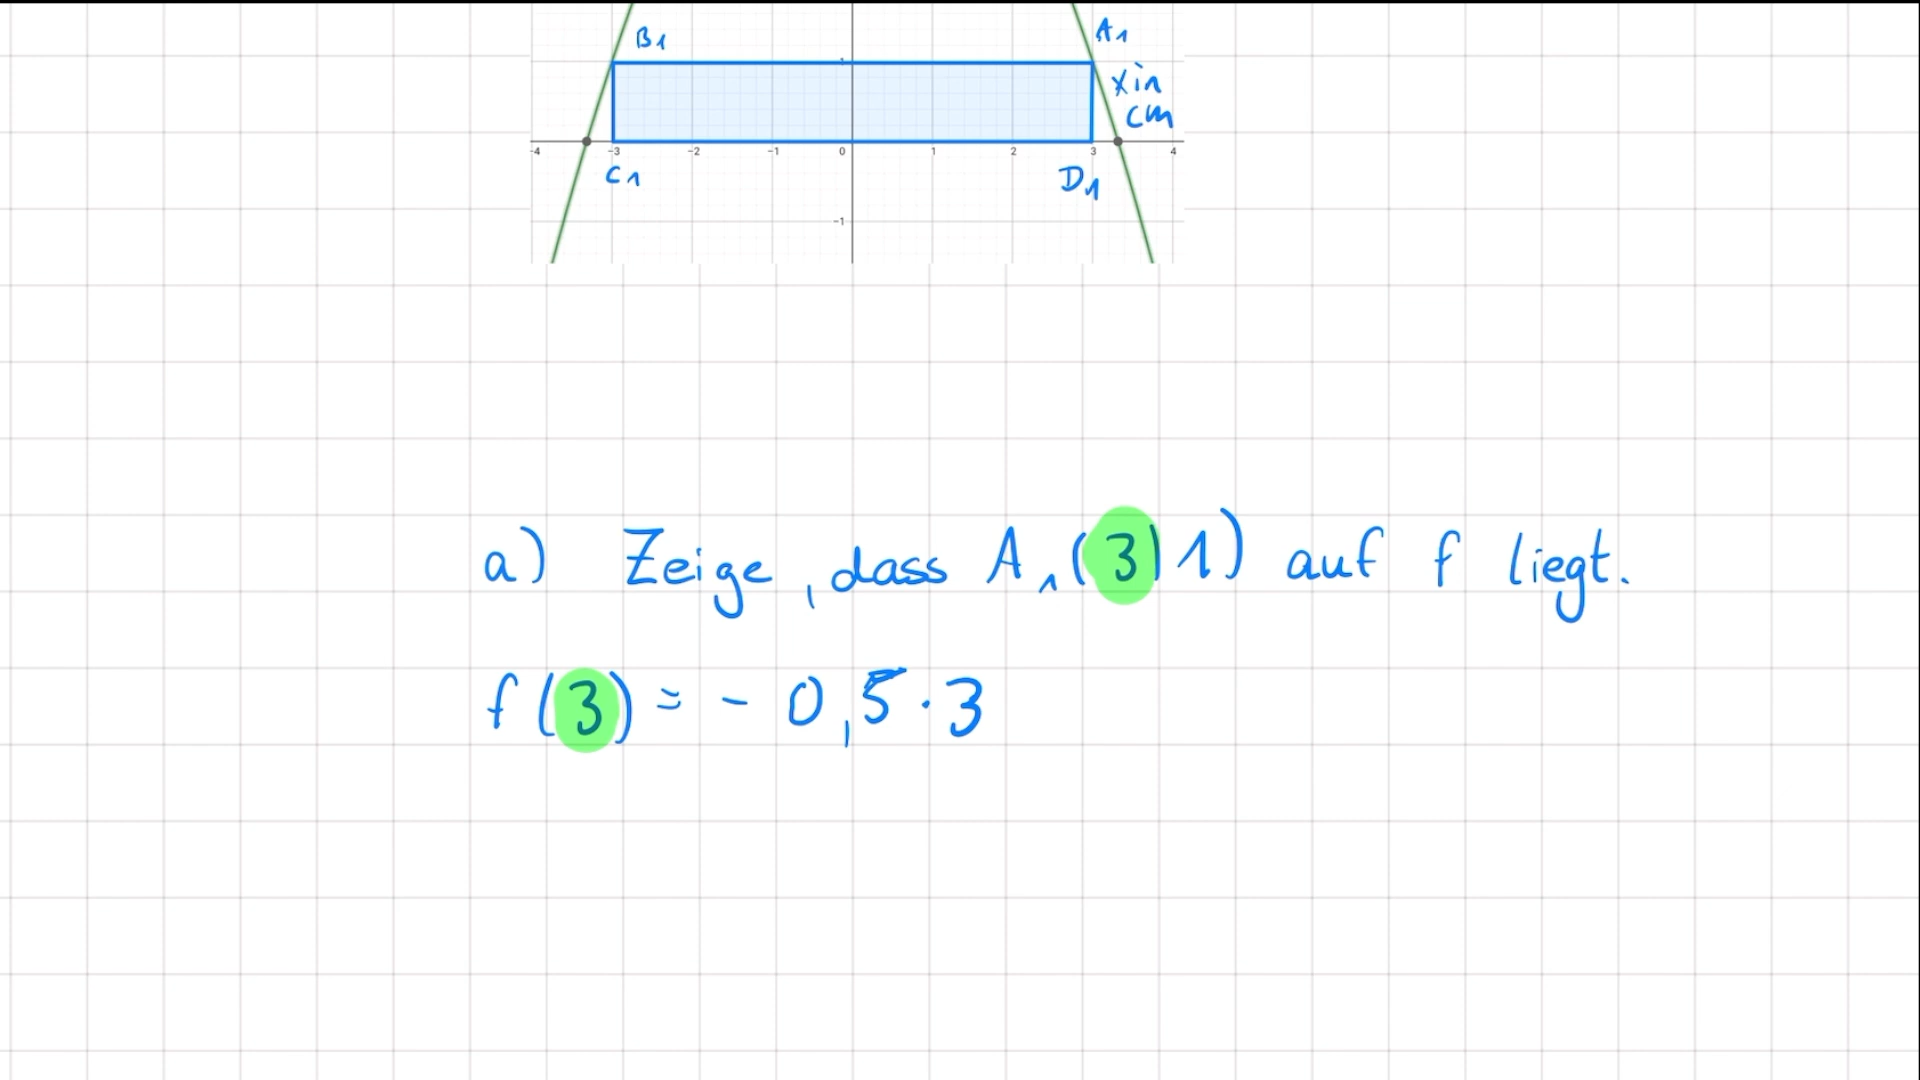 B1 A1
1
x in
cm
-4 -3 -2 -1 0 1 2 3 4
C1 D1
-1
a) Zeige, dass A1(3|1) auf f liegt.
f(3) = - 0,5 · 3